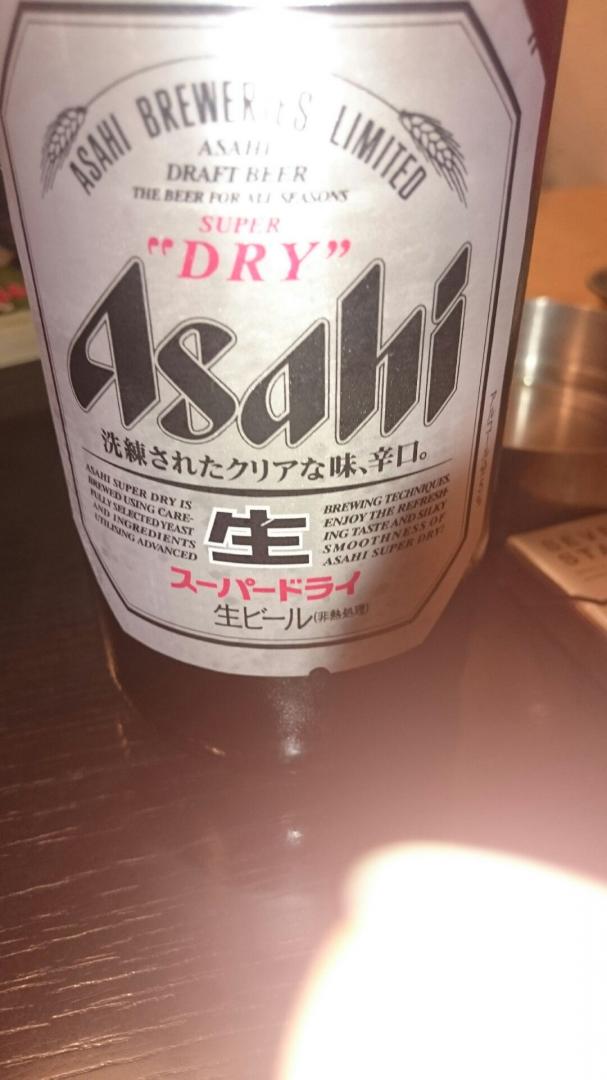 ASAHI BREWERIES LIMITED
ASAHI
DRAFT BEER
THE BEER FOR ALL SEASONS
SUPER
"DRY"
Asahi
洗練されたクリアな味、辛口。
ASAHI SUPER DRY IS
BREWED USING CARE-
FULLY SELECTED YEAST
AND INGREDIENTS
UTILISING ADVANCED
BREWING TECHNIQUES.
ENJOY THE REFRESH-
ING TASTE AND SILKY
SMOOTHNESS OF
ASAHI SUPER DRY!
生
スーパードライ
生ビール(非熱処理)